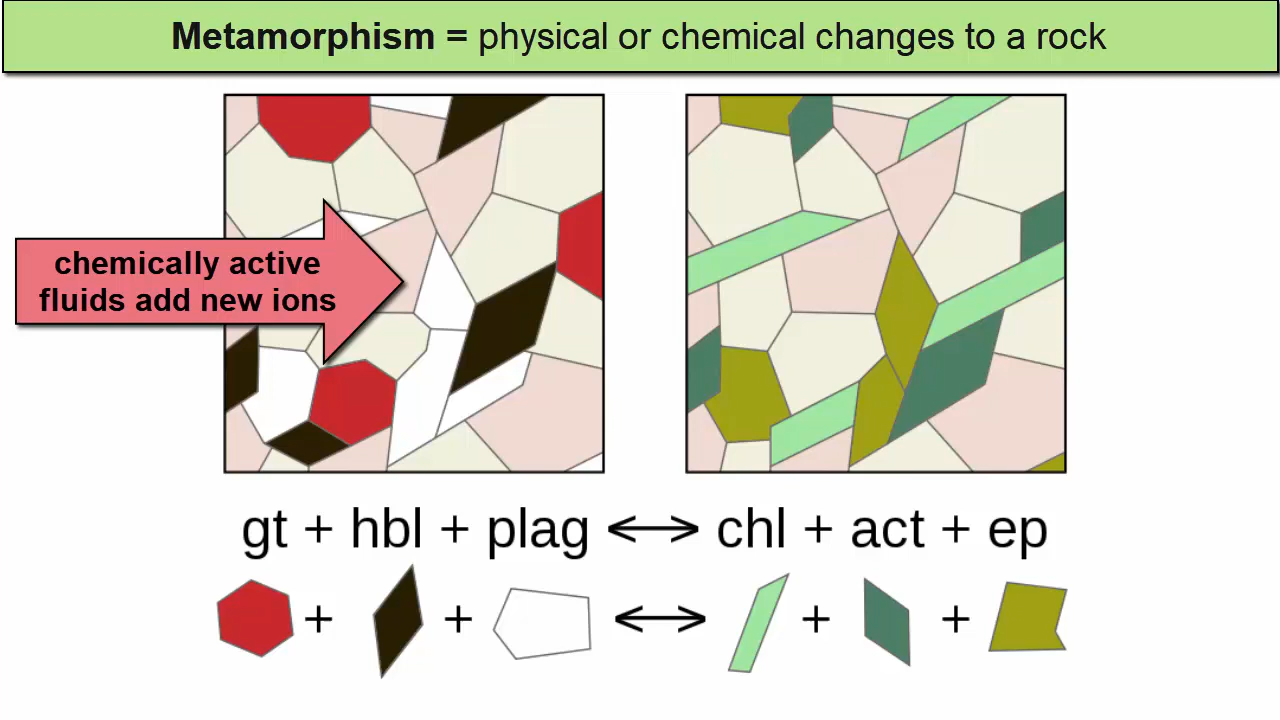 Metamorphism = physical or chemical changes to a rock
chemically active
fluids add new ions
gt + hbl + plag <—> chl + act + ep
+ + <—> + +